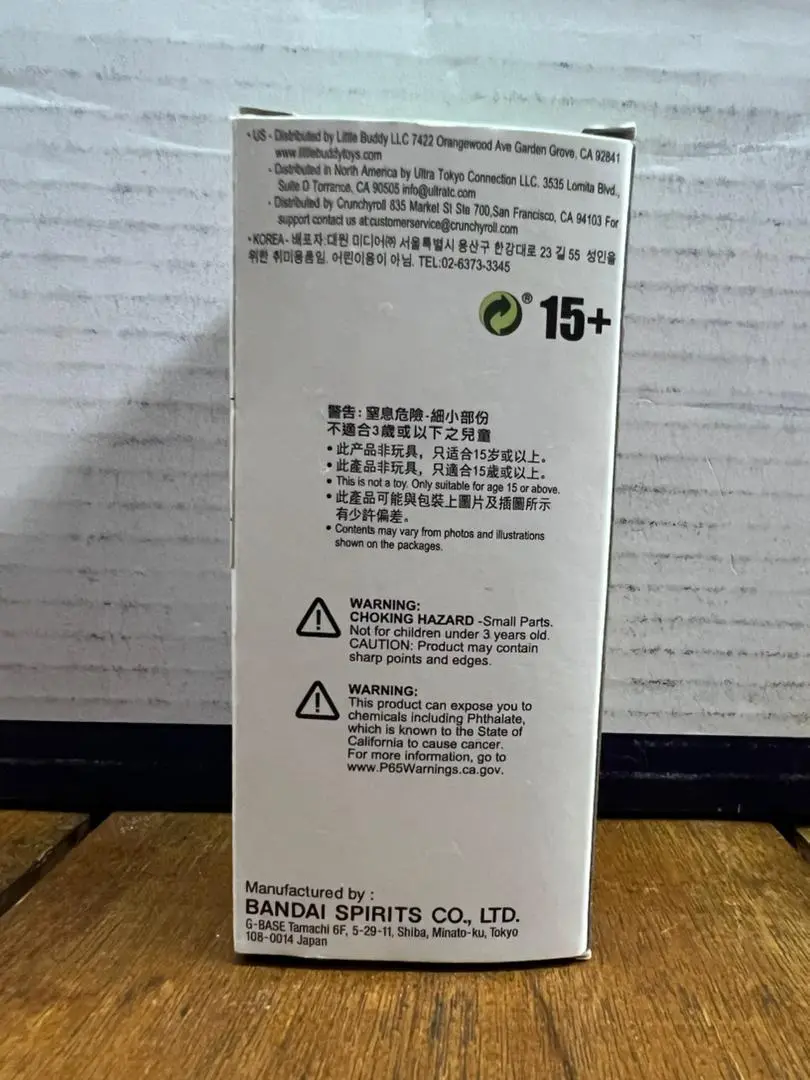 • US - Distributed by Little Buddy LLC 7422 Orangewood Ave Garden Grove, CA 92841
www.littlebuddytoys.com
- Distributed in North America by Ultra Tokyo Connection LLC. 3535 Lomita Blvd.,
Suite D Torrance, CA 90505 info@ultratc.com
- Distributed by Crunchyroll 835 Market St Ste 700,San Francisco, CA 94103 For
support contact us at:customerservice@crunchyroll.com
• KOREA - 배포자:대원 미디어㈜ 서울특별시 용산구 한강대로 23 길 55 성인을
위한 취미용품임. 어린이용이 아님. TEL:02-6373-3345
® 15+
警告: 窒息危險-細小部份
不適合3歲或以下之兒童
• 此产品非玩具，只适合15岁或以上。
• 此產品非玩具，只適合15歲或以上。
• This is not a toy. Only suitable for age 15 or above.
• 此產品可能與包裝上圖片及插圖所示
有少許偏差。
• Contents may vary from photos and illustrations
shown on the packages.
WARNING:
CHOKING HAZARD -Small Parts.
Not for children under 3 years old.
CAUTION: Product may contain
sharp points and edges.
WARNING:
This product can expose you to
chemicals including Phthalate,
which is known to the State of
California to cause cancer.
For more information, go to
www.P65Warnings.ca.gov.
Manufactured by :
BANDAI SPIRITS CO., LTD.
G-BASE Tamachi 6F, 5-29-11, Shiba, Minato-ku, Tokyo
108-0014 Japan